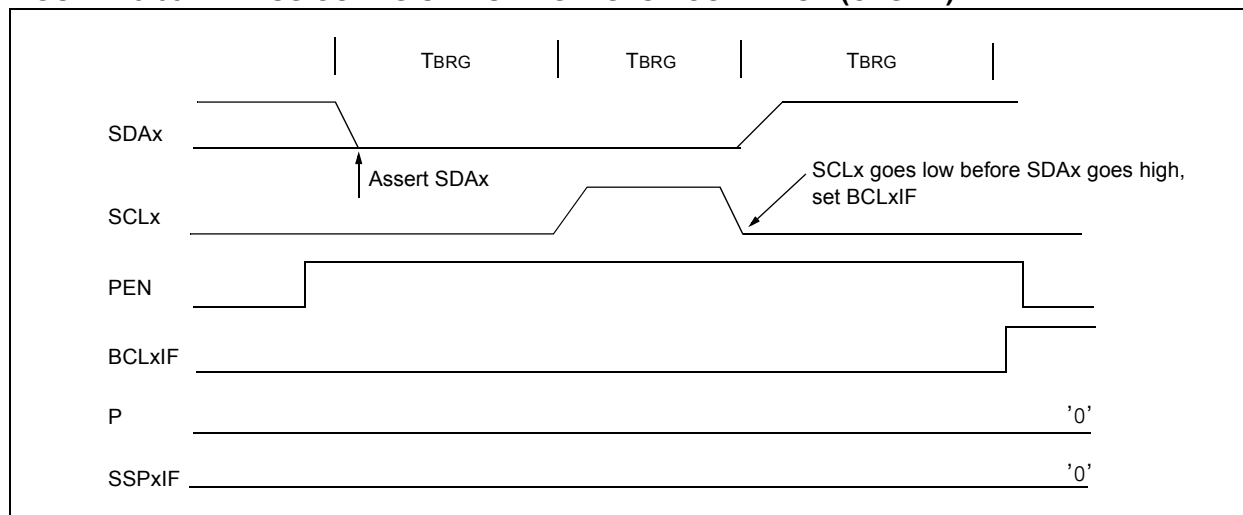 TBRG TBRG TBRG
SDAx
Assert SDAx
SCLx goes low before SDAx goes high,
set BCLxIF
SCLx
PEN
BCLxIF
P '0'
SSPxIF '0'